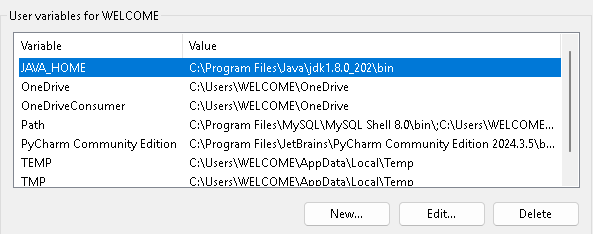 User variables for WELCOME
Variable Value
JAVA_HOME C:\Program Files\Java\jdk1.8.0_202\bin
OneDrive C:\Users\WELCOME\OneDrive
OneDriveConsumer C:\Users\WELCOME\OneDrive
Path C:\Program Files\MySQL\MySQL Shell 8.0\bin\;C:\Users\WELCOME...
PyCharm Community Edition C:\Program Files\JetBrains\PyCharm Community Edition 2024.3.5\b...
TEMP C:\Users\WELCOME\AppData\Local\Temp
TMP C:\Users\WELCOME\AppData\Local\Temp
New... Edit... Delete